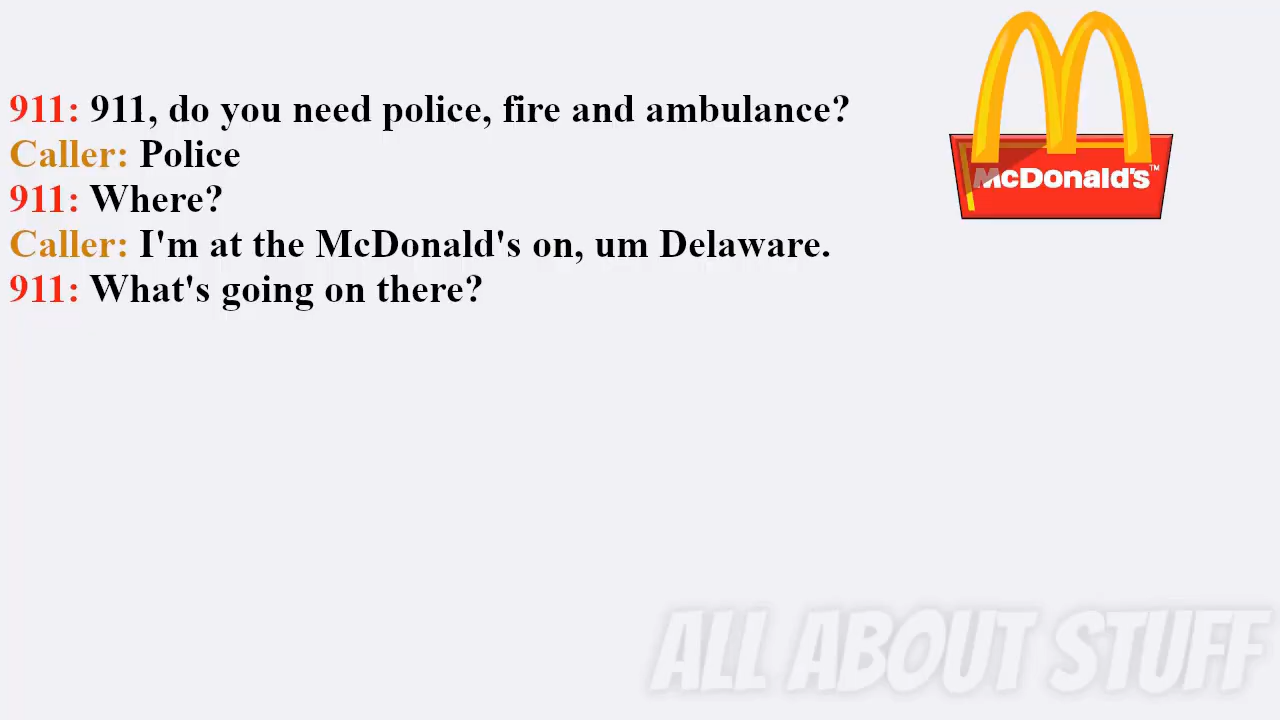 911: 911, do you need police, fire and ambulance?
Caller: Police
911: Where?
Caller: I'm at the McDonald's on, um Delaware.
911: What's going on there?
McDonald's™
ALL ABOUT STUFF